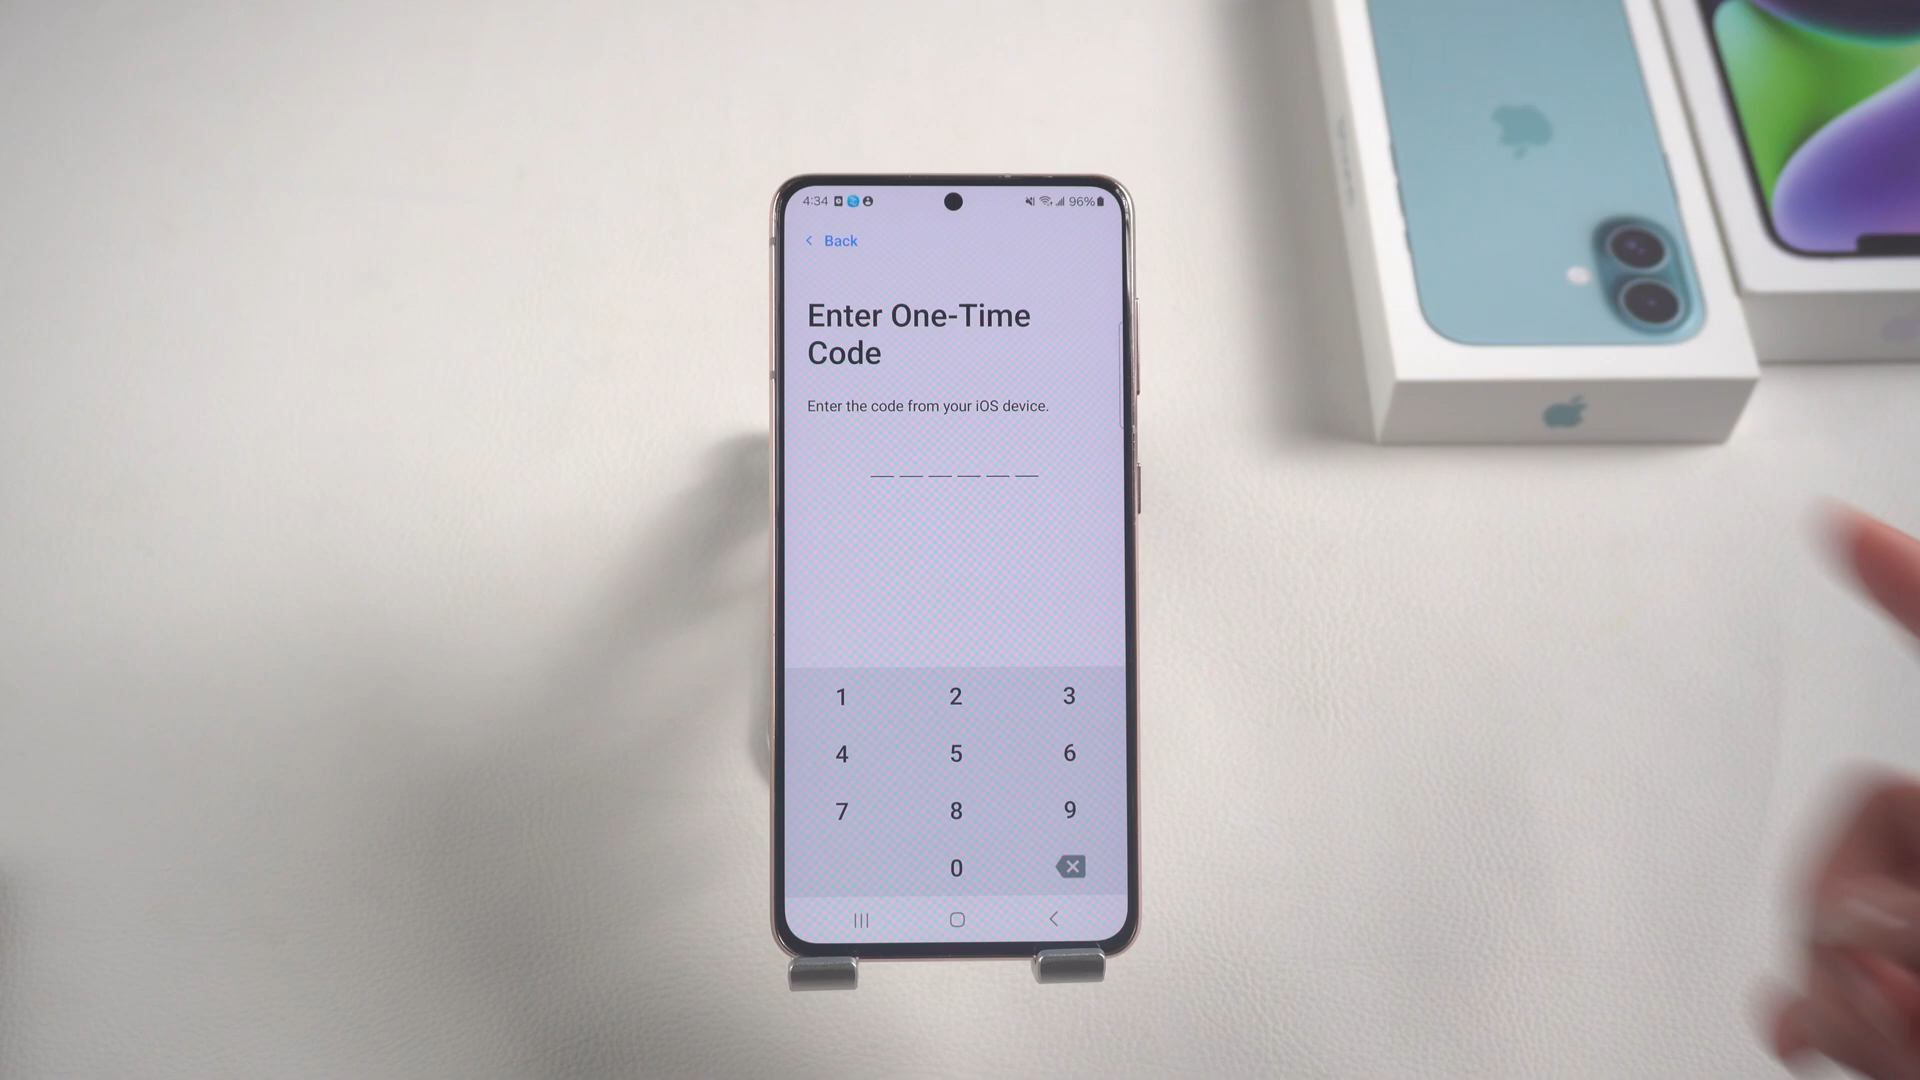 4:34
96%
Back
Enter One-Time
Code
Enter the code from your iOS device.
1 2 3
4 5 6
7 8 9
0